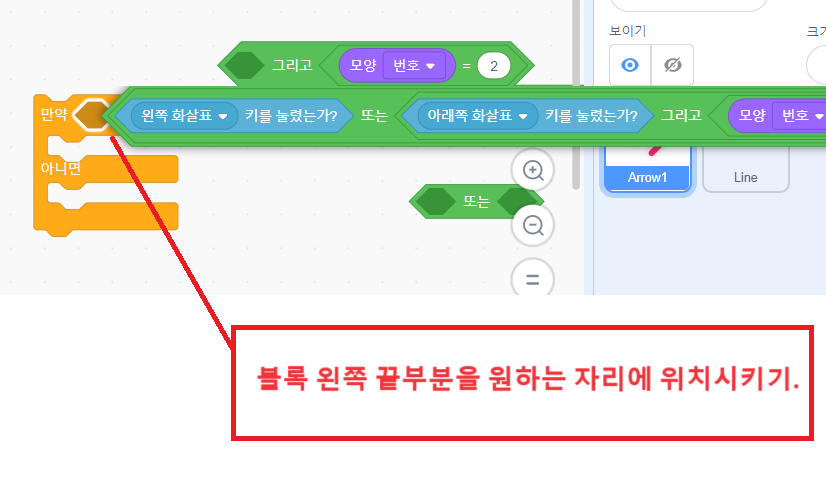 보이기
크기
그리고 모양 번호 = 2
만약 왼쪽 화살표 키를 눌렀는가? 또는 아래쪽 화살표 키를 눌렀는가? 그리고 모양 번호
아니면
Arrow1
Line
또는
블록 왼쪽 끝부분을 원하는 자리에 위치시키기.